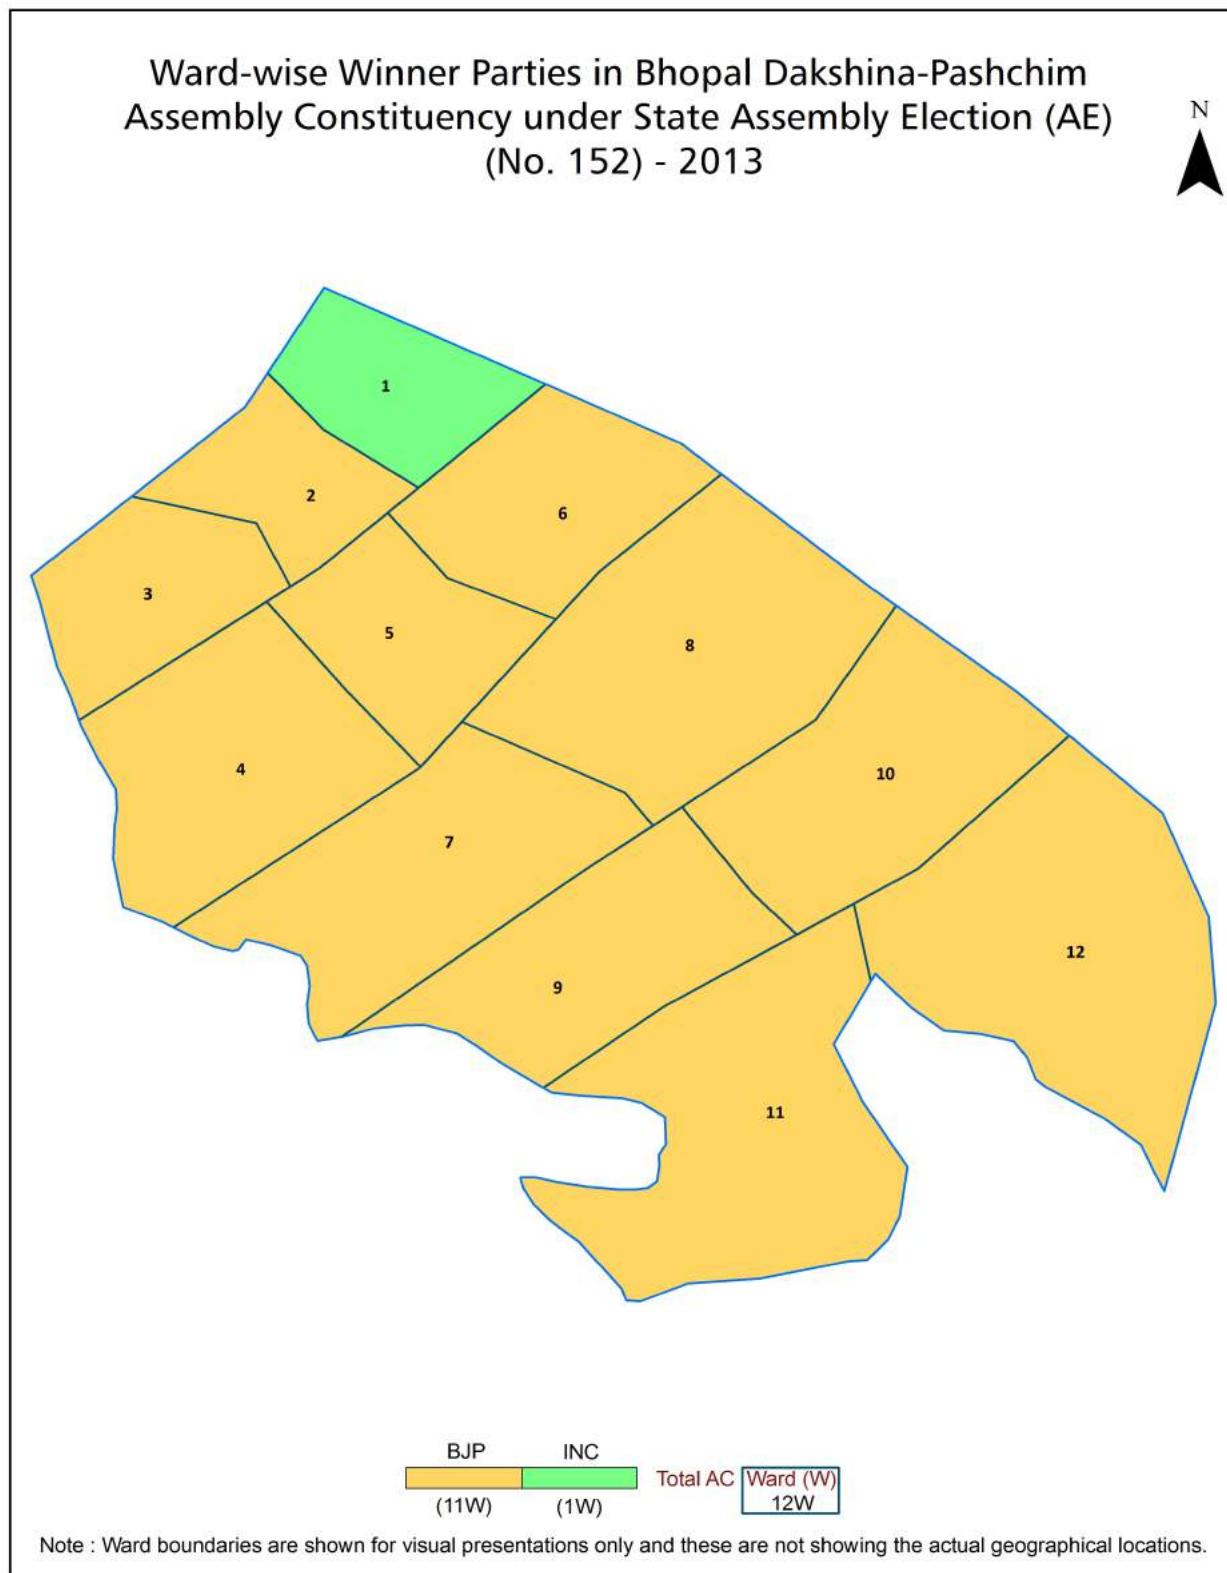 Ward-wise Winner Parties in Bhopal Dakshina-Pashchim
Assembly Constituency under State Assembly Election (AE)
(No. 152) - 2013
N
1
2
6
3
5
8
4
10
7
12
9
11
BJP INC
Total AC Ward (W)
(11W) (1W) 12W
Note : Ward boundaries are shown for visual presentations only and these are not showing the actual geographical locations.